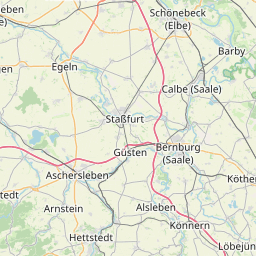 Schönebeck
(Elbe)
Barby
Egeln
Calbe (Saale)
Staßfurt
Güsten
Bernburg
(Saale)
Aschersleben
Köthe
Arnstein
Alsleben
Könnern
Hettstedt
Löbejün